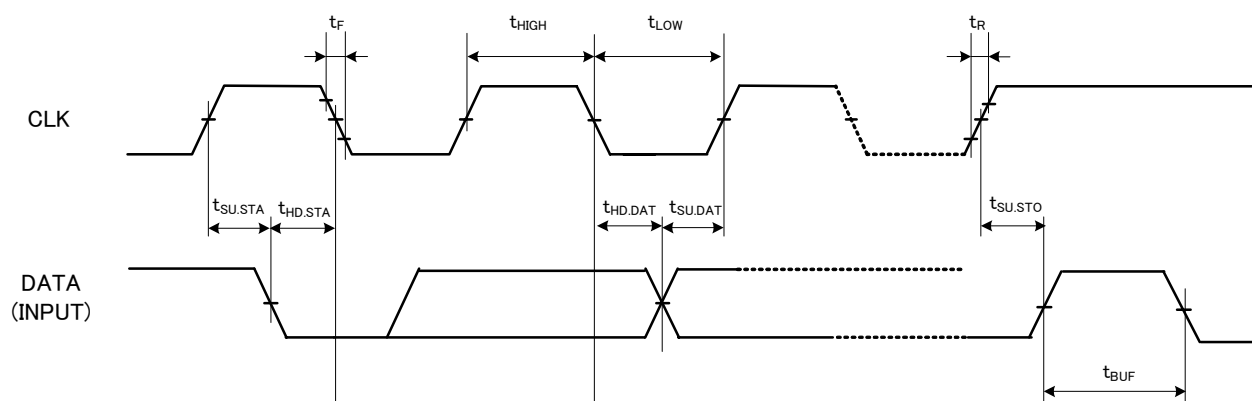 tF
tHIGH
tLOW
tR
CLK
tSU.STA
tHD.STA
tHD.DAT
tSU.DAT
tSU.STO
DATA
(INPUT)
tBUF